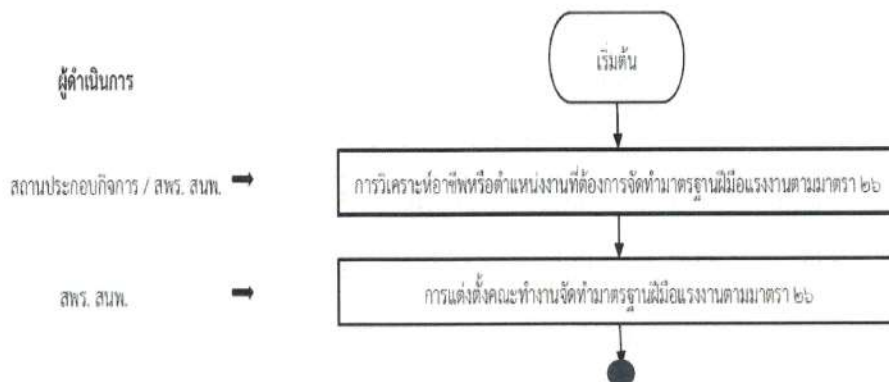 เริ่มต้น
ผู้ดำเนินการ
สถานประกอบกิจการ / สพร. สนพ.
การวิเคราะห์อาชีพหรือตำแหน่งงานที่ต้องการจัดทำมาตรฐานฝีมือแรงงานตามมาตรา ๒๖
สพร. สนพ.
การแต่งตั้งคณะทำงานจัดทำมาตรฐานฝีมือแรงงานตามมาตรา ๒๖